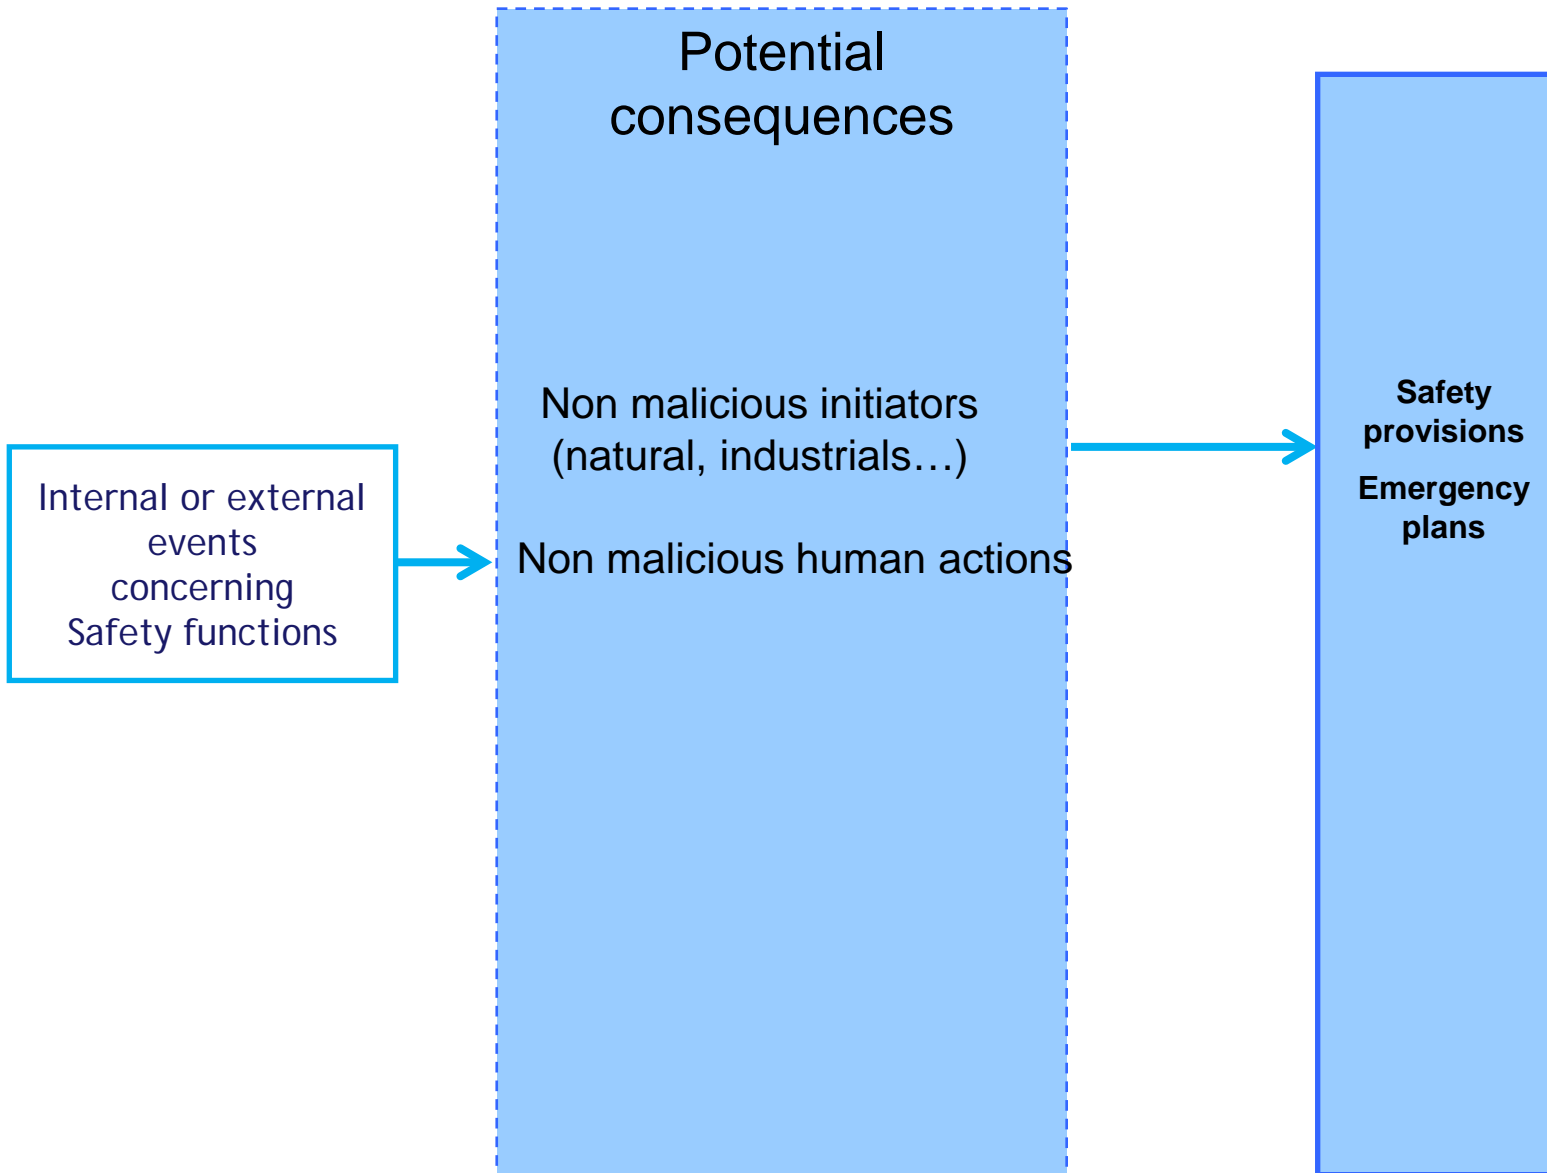 Potential
consequences
Non malicious initiators
(natural, industrials…)
Non malicious human actions
Internal or external
events
concerning
Safety functions
Safety
provisions
Emergency
plans